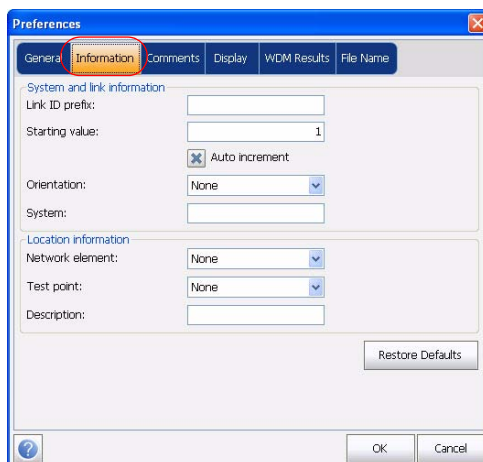 Preferences
General Information Comments Display WDM Results File Name
System and link information
Link ID prefix:
Starting value: 1
Auto increment
Orientation: None
System:
Location information
Network element: None
Test point: None
Description:
Restore Defaults
? OK Cancel